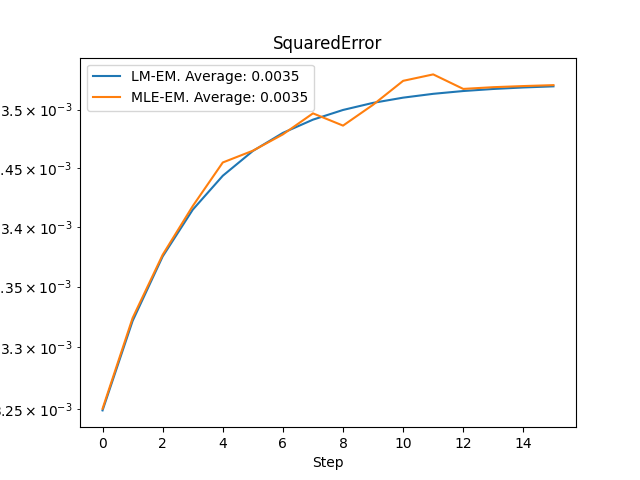 SquaredError
LM-EM. Average: 0.0035
MLE-EM. Average: 0.0035
3.5 × 10⁻³
.45 × 10⁻³
3.4 × 10⁻³
.35 × 10⁻³
3.3 × 10⁻³
3.25 × 10⁻³
0 2 4 6 8 10 12 14
Step